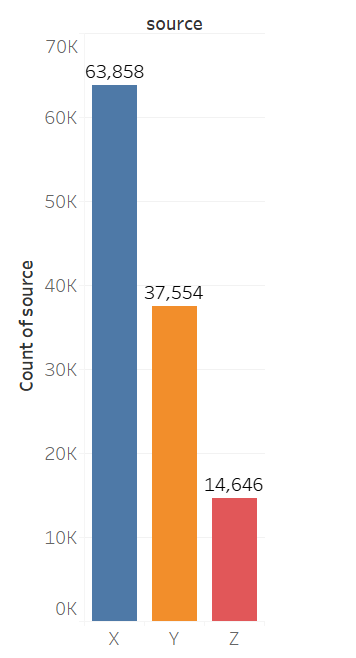 source
70K
63,858
60K
50K
40K
37,554
30K
20K
14,646
10K
0K
Count of source
X Y Z